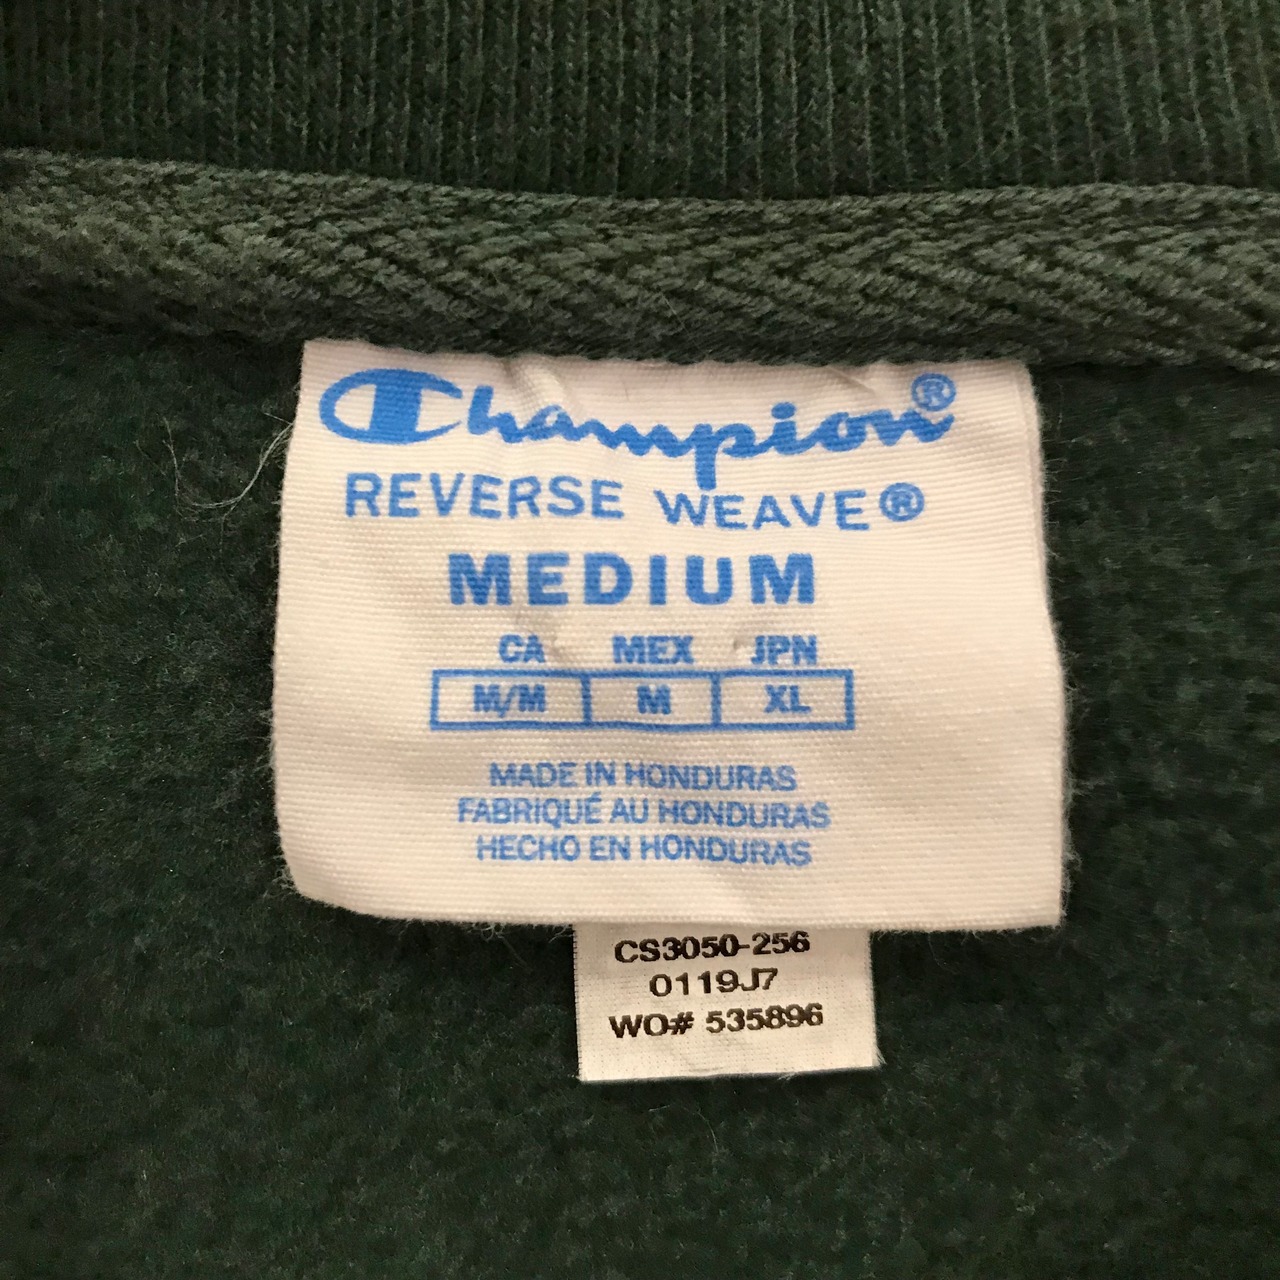 Champion®
REVERSE WEAVE®
MEDIUM
CA MEX JPN
M/M M XL
MADE IN HONDURAS
FABRIQUÉ AU HONDURAS
HECHO EN HONDURAS
CS3050-256
0119J7
WO# 535896